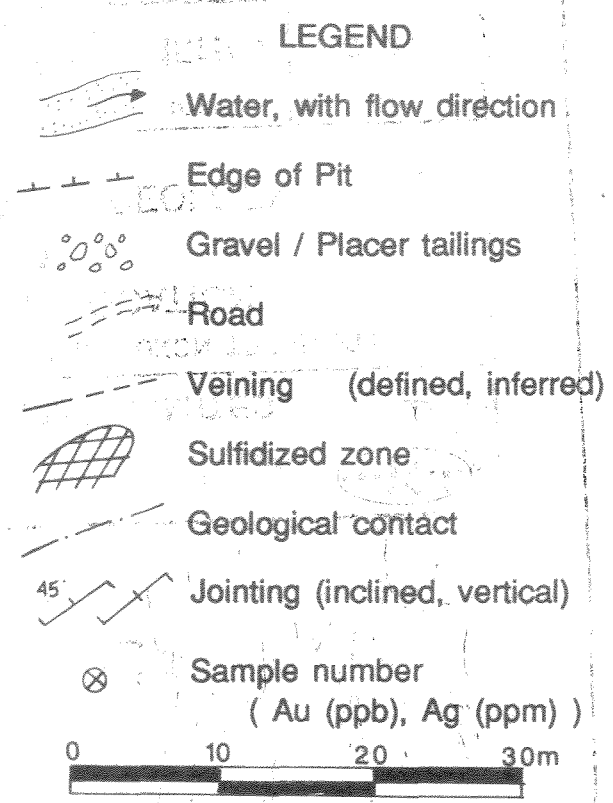 LEGEND
Water, with flow direction
Edge of Pit
Gravel / Placer tailings
Road
Veining (defined, inferred)
Sulfidized zone
Geological contact
45° Jointing (inclined, vertical)
Sample number
( Au (ppb), Ag (ppm) )
0 10 20 30m